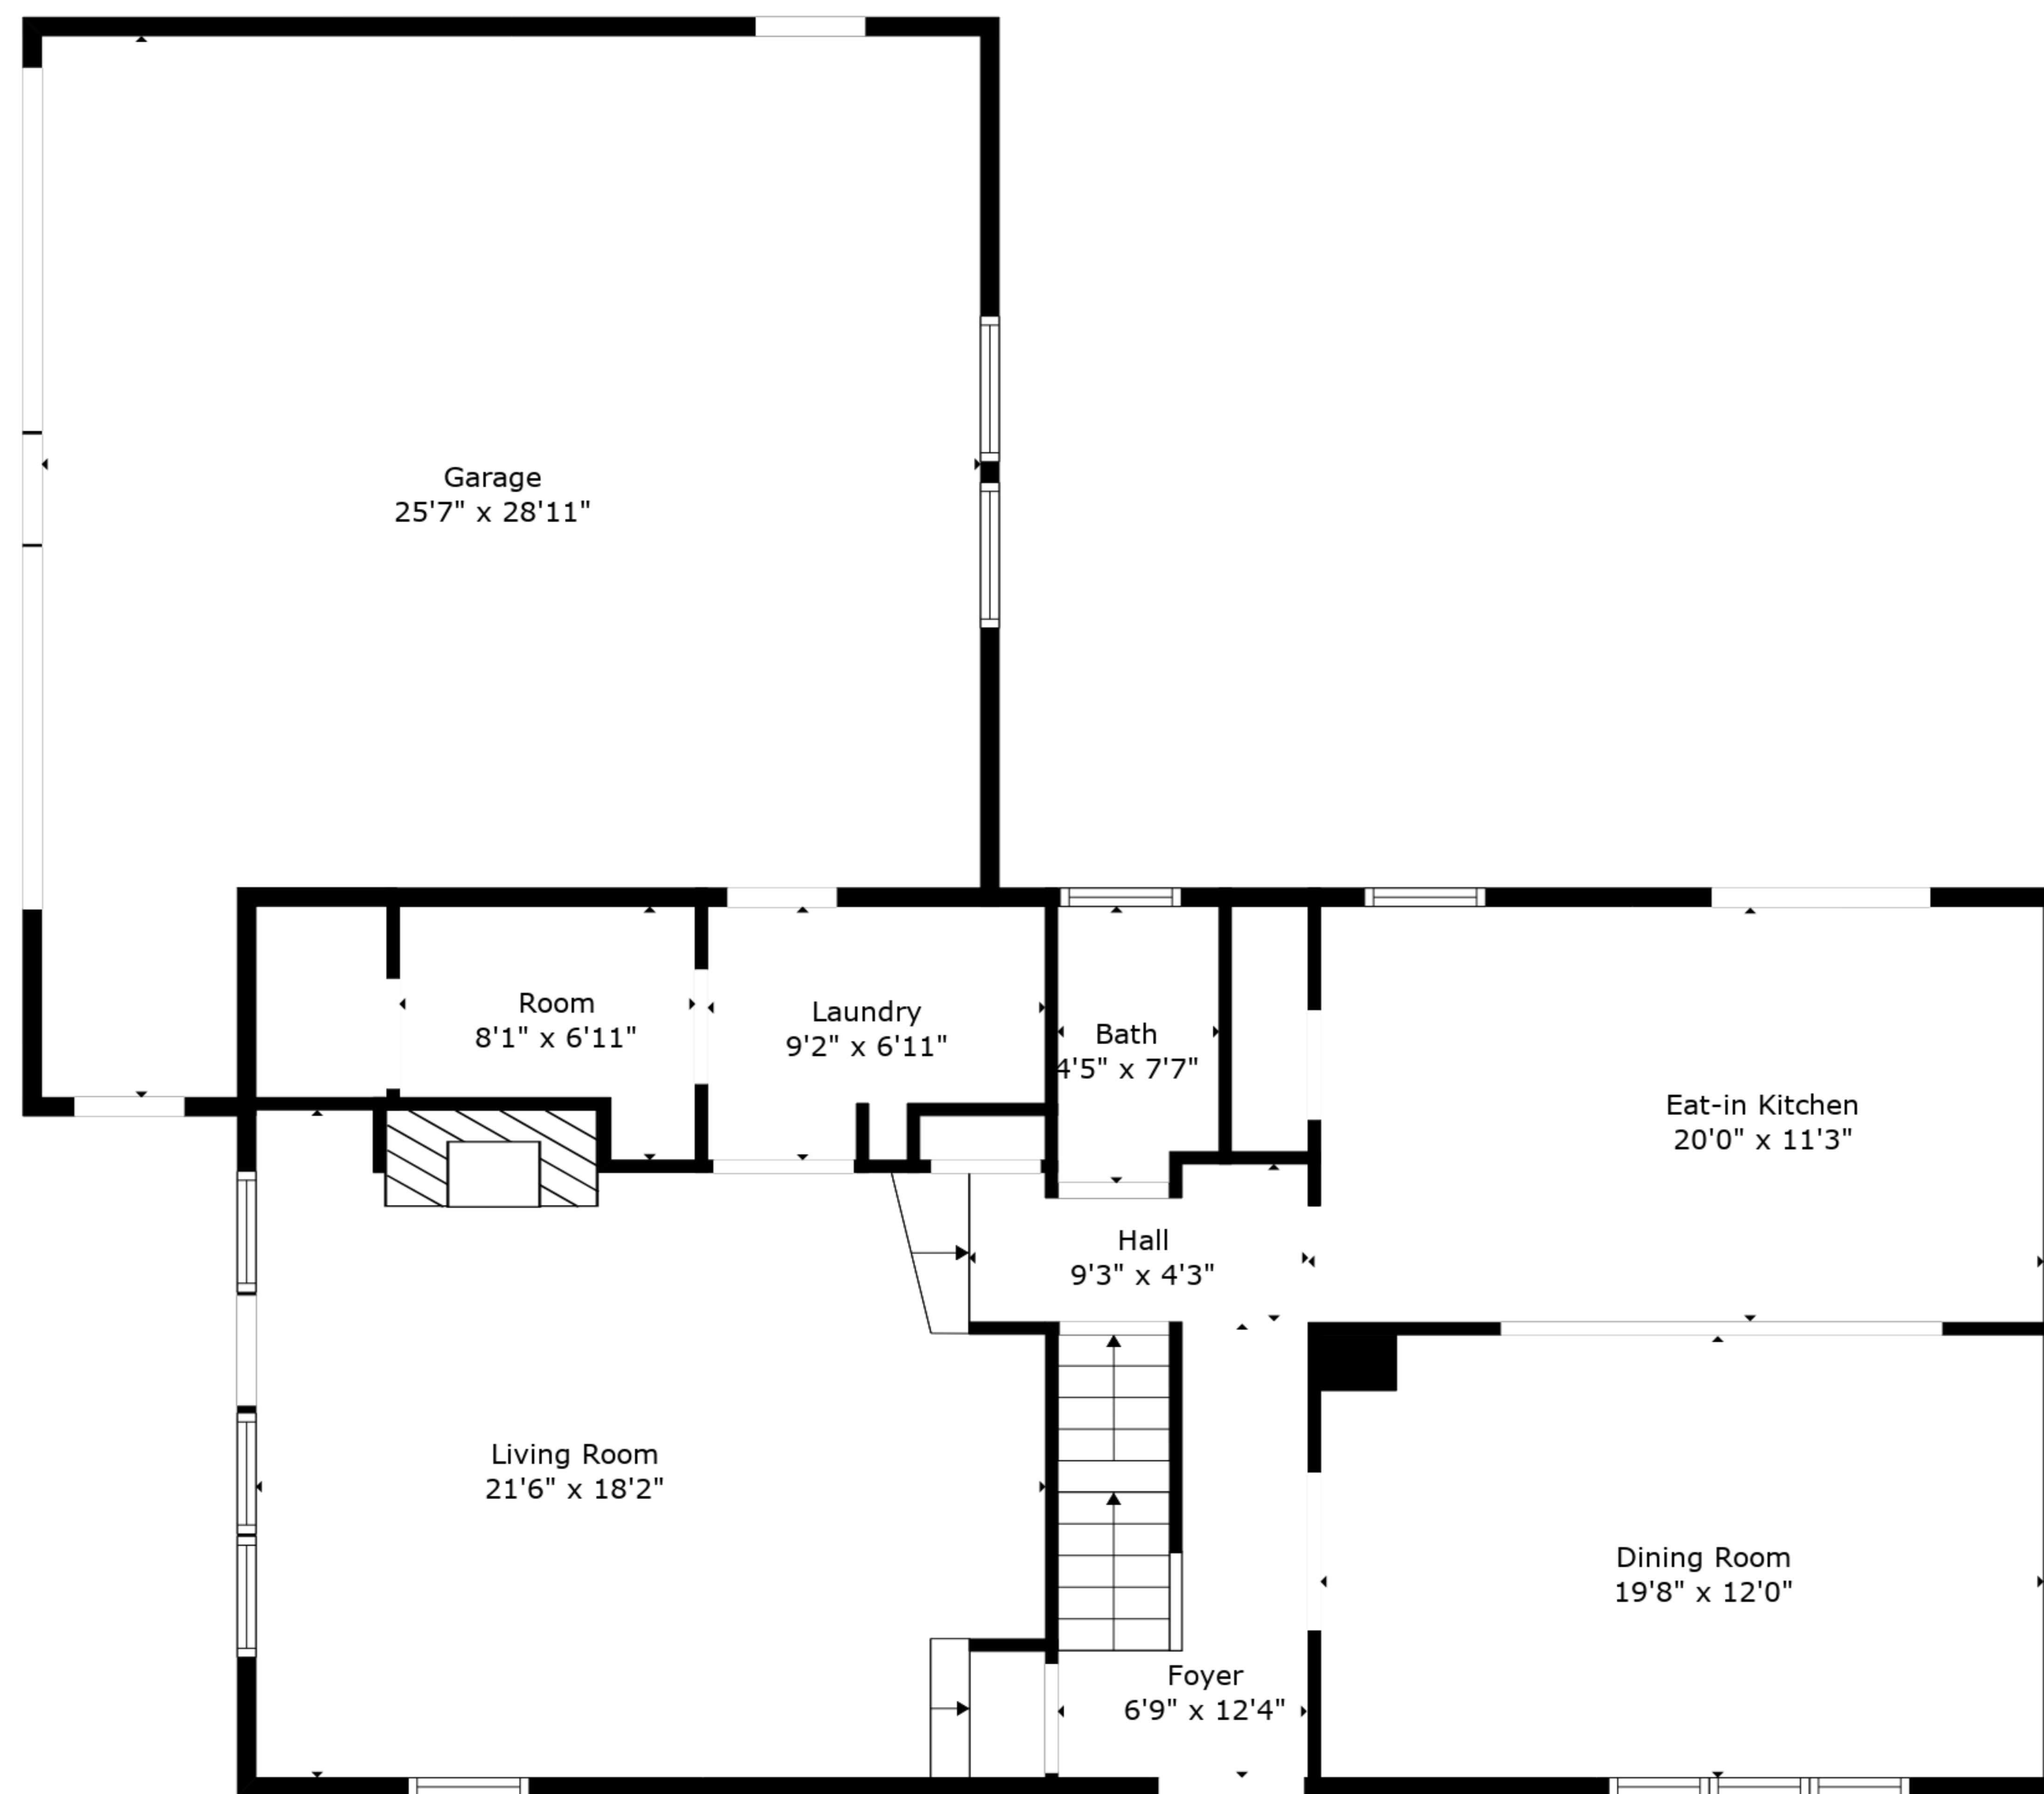 Garage
25'7" x 28'11"
Room
8'1" x 6'11"
Laundry
9'2" x 6'11"
Bath
4'5" x 7'7"
Eat-in Kitchen
20'0" x 11'3"
Hall
9'3" x 4'3"
Living Room
21'6" x 18'2"
Dining Room
19'8" x 12'0"
Foyer
6'9" x 12'4"